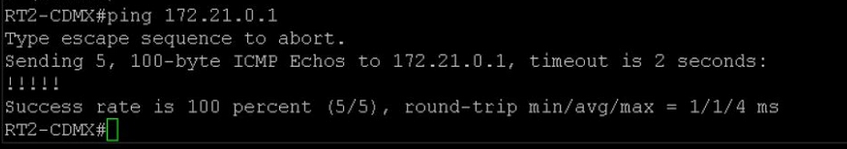 RT2-CDMX#ping 172.21.0.1
Type escape sequence to abort.
Sending 5, 100-byte ICMP Echos to 172.21.0.1, timeout is 2 seconds:
!!!!!
Success rate is 100 percent (5/5), round-trip min/avg/max = 1/1/4 ms
RT2-CDMX#